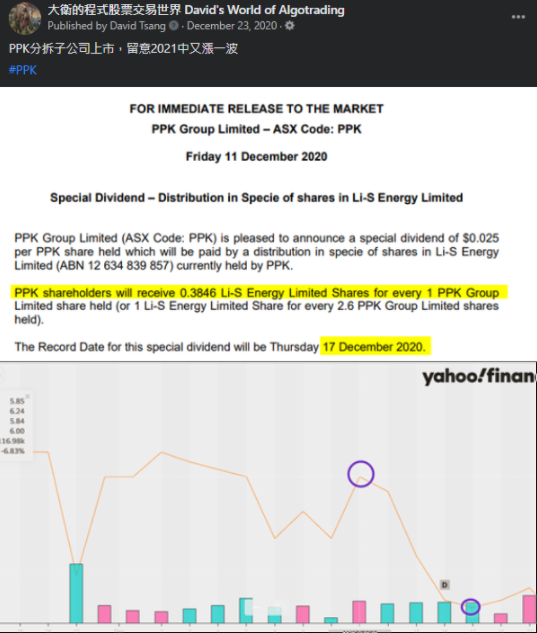 大衛的程式股票交易世界 David's World of Algotrading
Published by David Tsang · December 23, 2020 ·
PPK分拆子公司上市，留意2021中又漲一波
#PPK
FOR IMMEDIATE RELEASE TO THE MARKET
PPK Group Limited – ASX Code: PPK
Friday 11 December 2020
Special Dividend – Distribution in Specie of shares in Li-S Energy Limited
PPK Group Limited (ASX Code: PPK) is pleased to announce a special dividend of $0.025
per PPK share held which will be paid by a distribution in specie of shares in Li-S Energy
Limited (ABN 12 634 839 857) currently held by PPK.
PPK shareholders will receive 0.3846 Li-S Energy Limited Shares for every 1 PPK Group
Limited share held (or 1 Li-S Energy Limited Share for every 2.6 PPK Group Limited shares
held).
The Record Date for this special dividend will be Thursday 17 December 2020.
yahoo!finan
5.85
6.24
5.84
6.00
116.98k
-6.83%
D